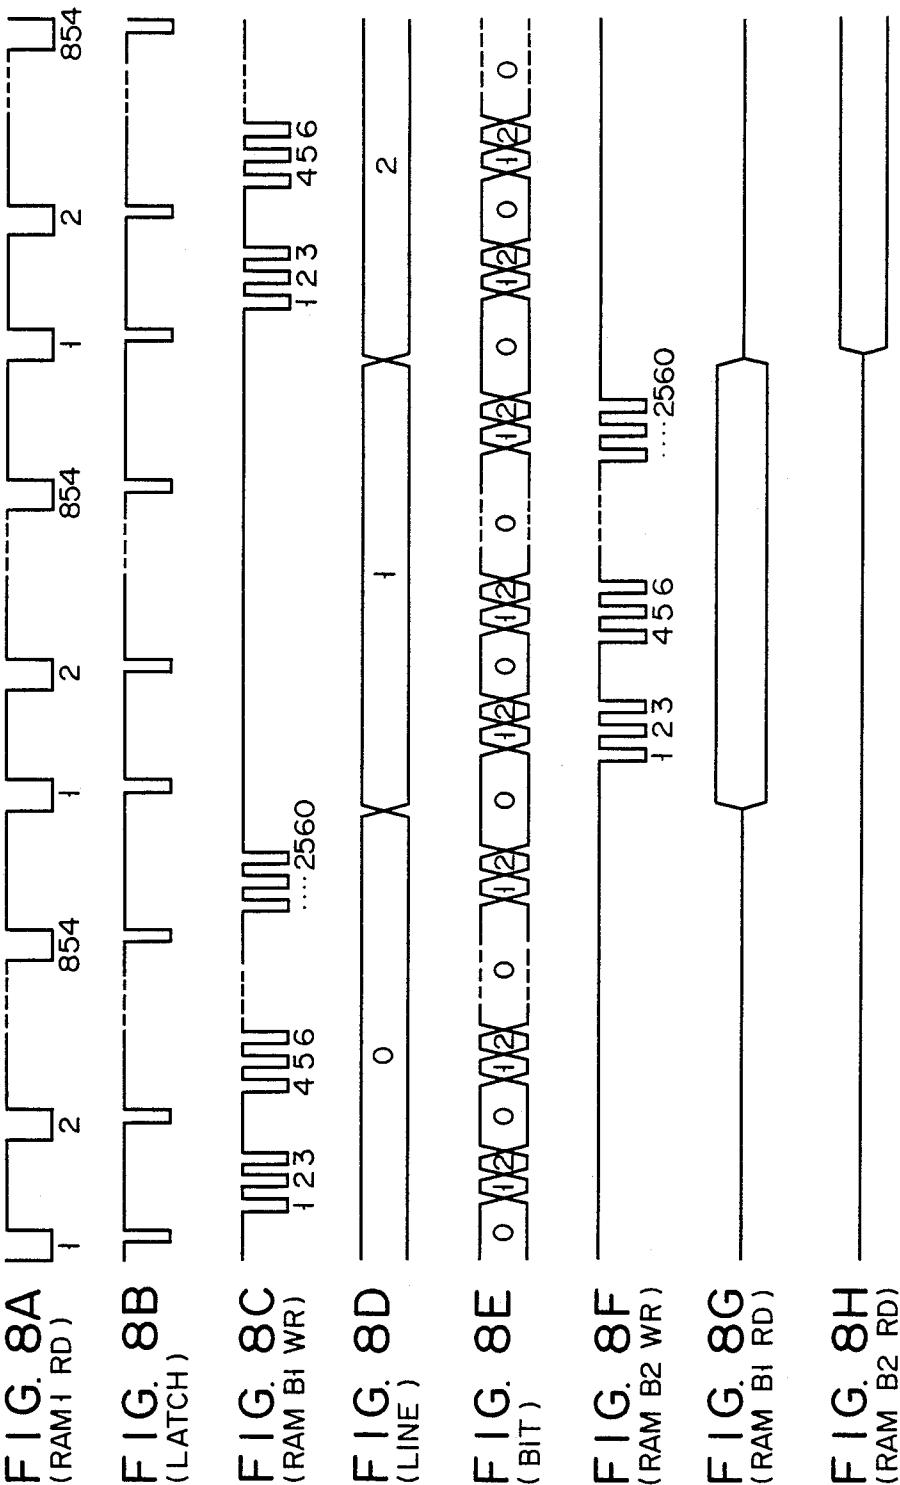 FIG. 8A
(RAM1 RD)
1 2 854 1 2 854 1 2 854
FIG. 8B
(LATCH)
FIG. 8C
(RAM B1 WR)
1 2 3 4 5 6 .....2560 1 2 3 4 5 6
FIG. 8D
(LINE)
0 1 2
FIG. 8E
(BIT)
0 1 2 0 1 2 0 1 2 0 1 2 0 1 2 0 1 2 0 1 2 0 1 2 0
FIG. 8F
(RAM B2 WR)
1 2 3 4 5 6 .....2560
FIG. 8G
(RAM B1 RD)
FIG. 8H
(RAM B2 RD)